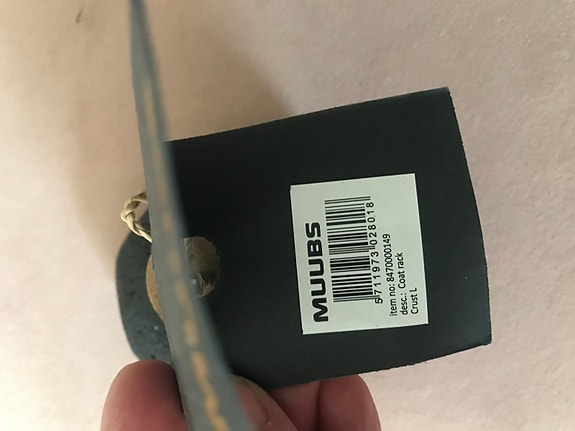 MUUBS
5711973028018
item no: 8470000149
desc.: Coat rack
Crust L